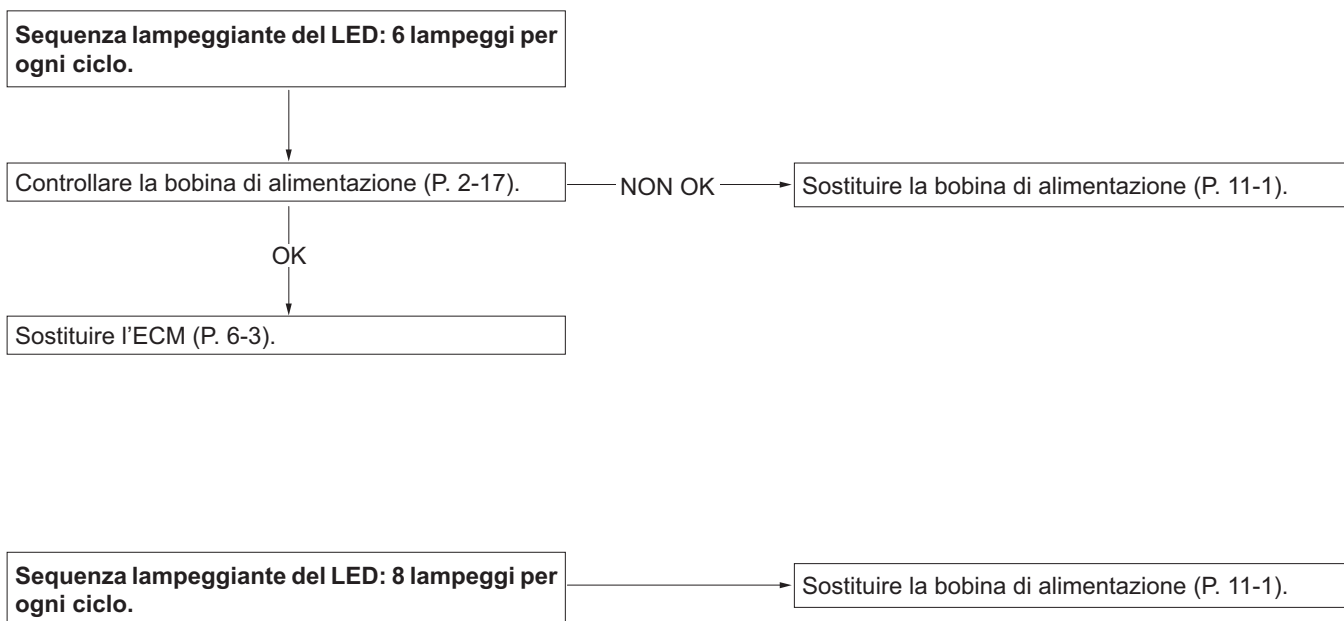 Sequenza lampeggiante del LED: 6 lampeggi per
ogni ciclo.
Controllare la bobina di alimentazione (P. 2-17).
NON OK
Sostituire la bobina di alimentazione (P. 11-1).
OK
Sostituire l’ECM (P. 6-3).
Sequenza lampeggiante del LED: 8 lampeggi per
ogni ciclo.
Sostituire la bobina di alimentazione (P. 11-1).